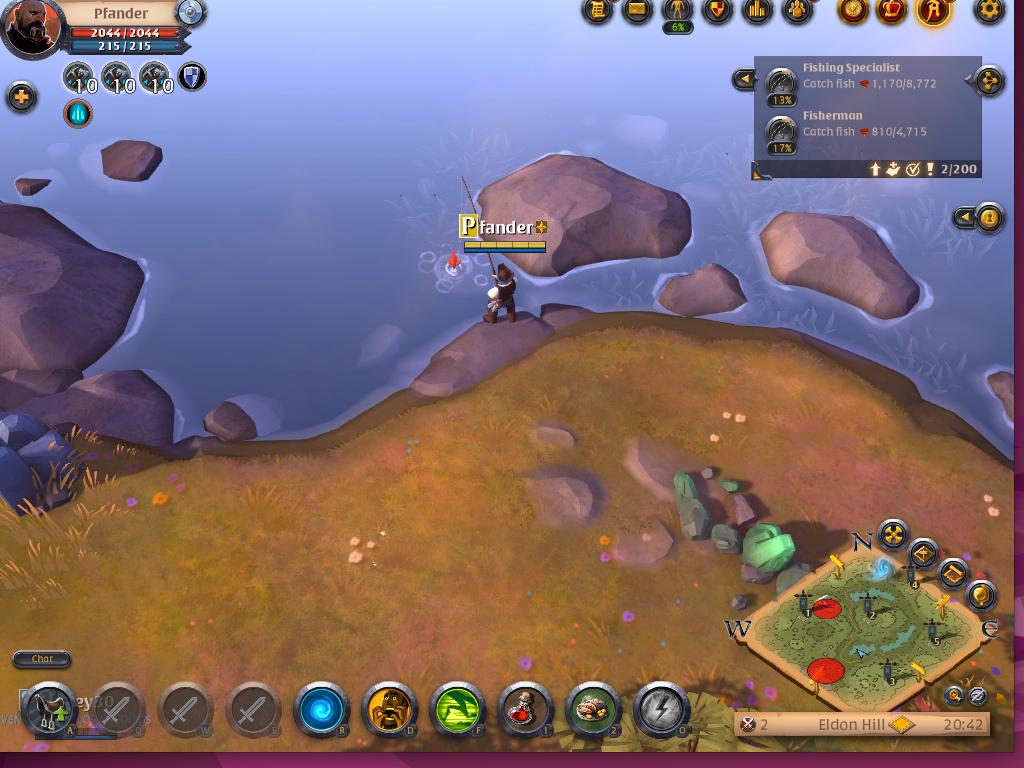 Pfander
2044/2044
215/215
10 10 10
6%
Fishing Specialist
Catch fish 1,170/8,772
13%
Fisherman
Catch fish 810/4,715
17%
2/200
Pfander
N
W
E
1
2
3
4
5
Chat
A Q W E R D F 1 2 O
2 Eldon Hill 20:42